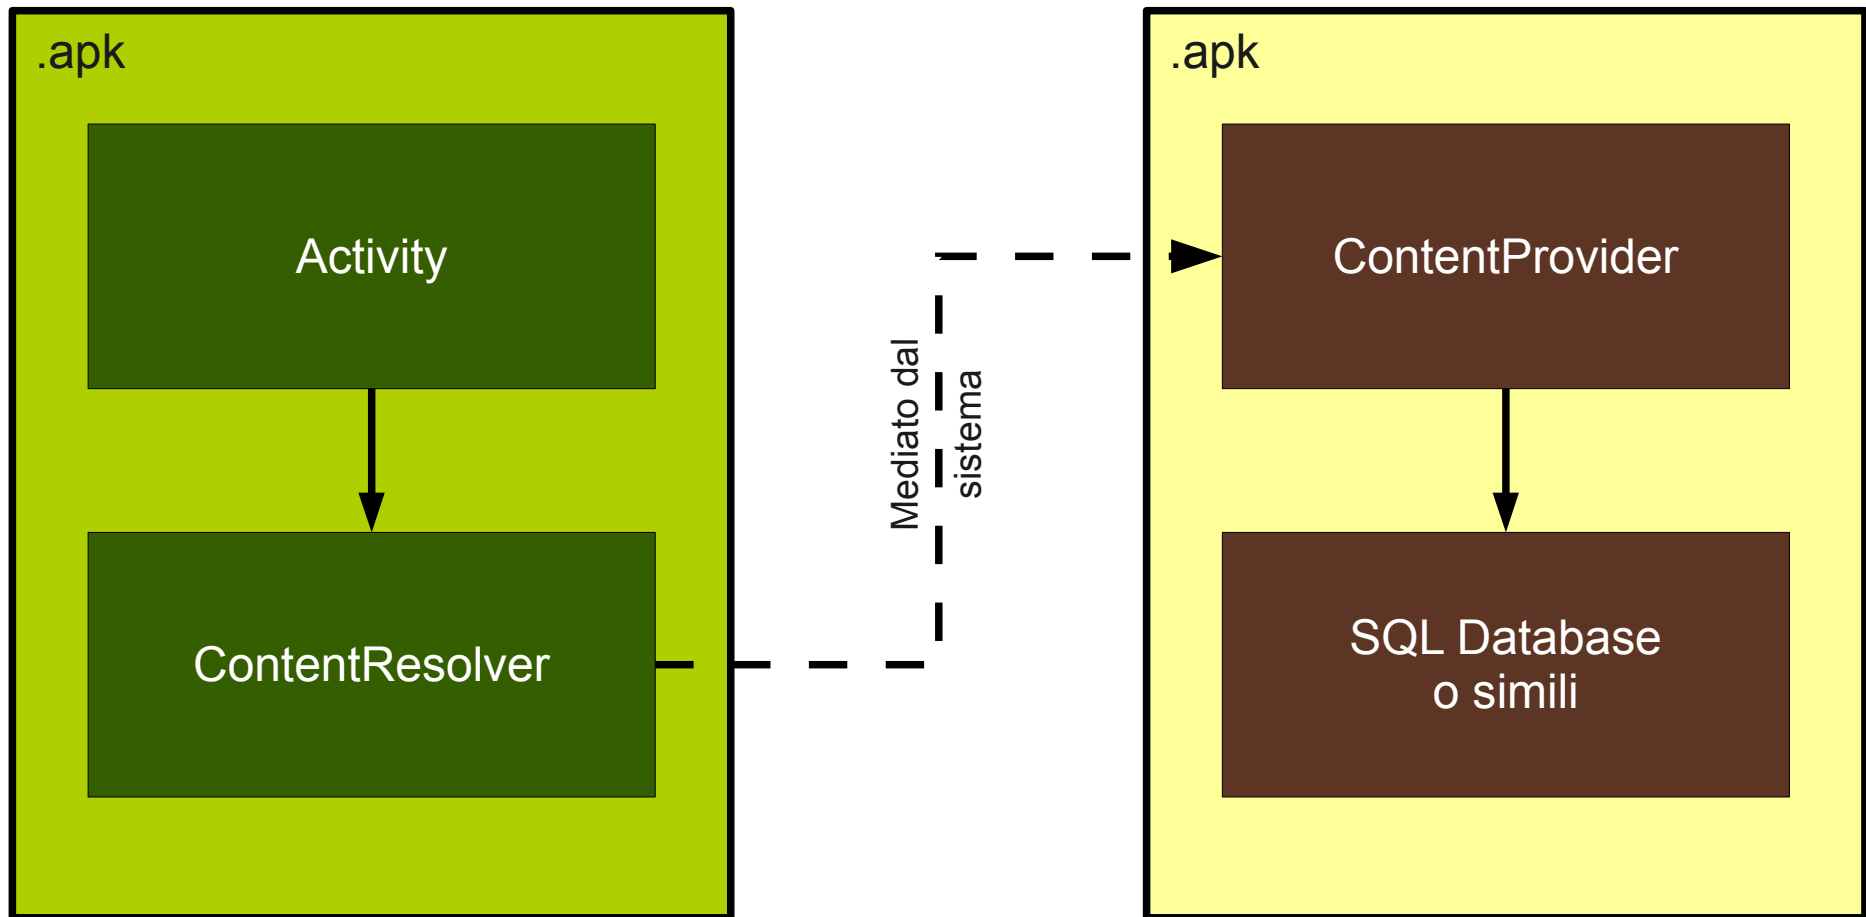 .apk
Activity
ContentResolver
Mediato dal
sistema
.apk
ContentProvider
SQL Database
o simili